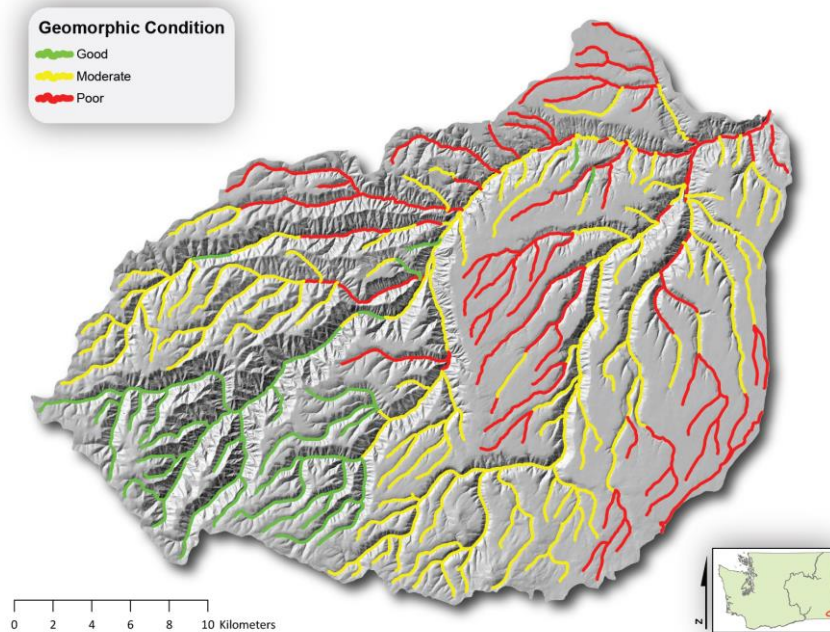 Geomorphic Condition
Good
Moderate
Poor
0 2 4 6 8 10 Kilometers
N